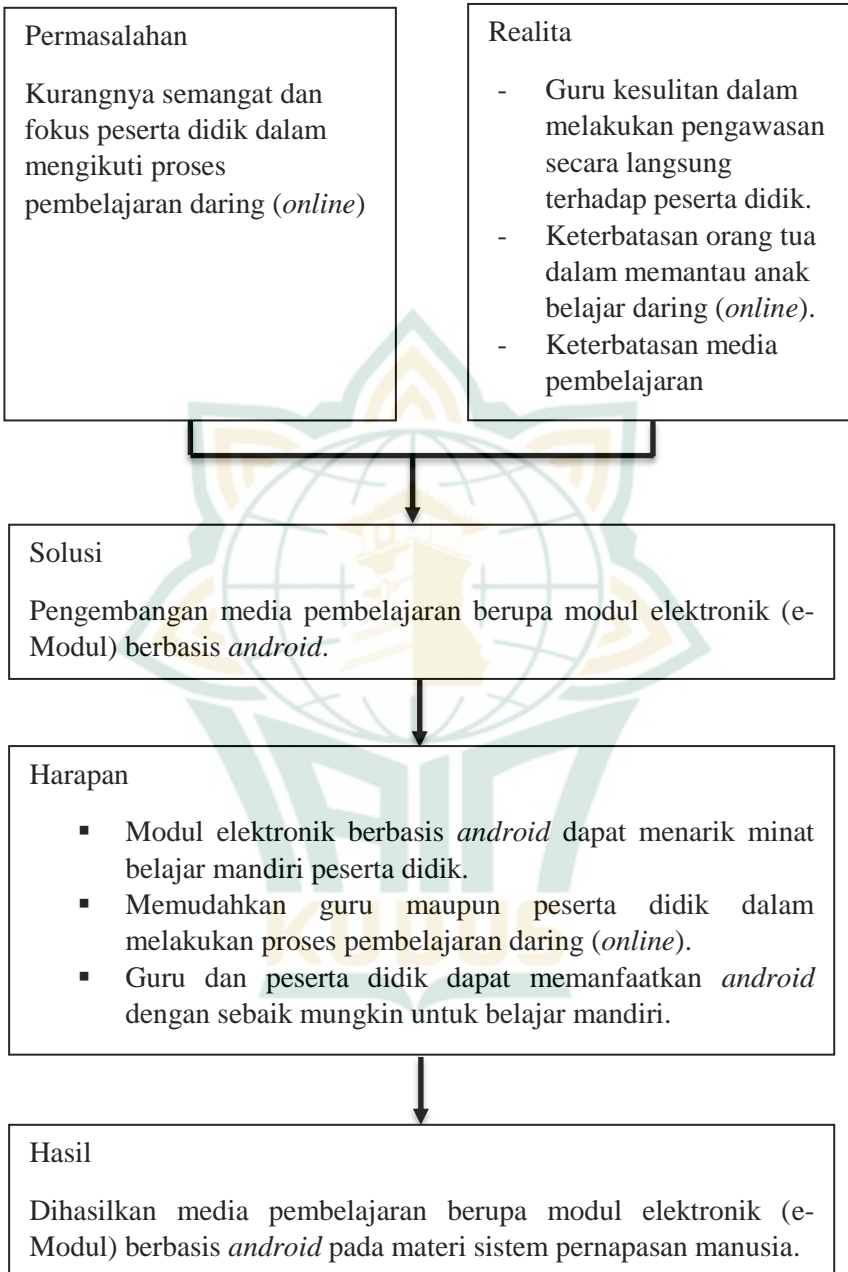 Permasalahan
Kurangnya semangat dan
fokus peserta didik dalam
mengikuti proses
pembelajaran daring (online)
Realita
- Guru kesulitan dalam
melakukan pengawasan
secara langsung
terhadap peserta didik.
- Keterbatasan orang tua
dalam memantau anak
belajar daring (online).
- Keterbatasan media
pembelajaran
Solusi
Pengembangan media pembelajaran berupa modul elektronik (e-
Modul) berbasis android.
Harapan
▪ Modul elektronik berbasis android dapat menarik minat
belajar mandiri peserta didik.
▪ Memudahkan guru maupun peserta didik dalam
melakukan proses pembelajaran daring (online).
▪ Guru dan peserta didik dapat memanfaatkan android
dengan sebaik mungkin untuk belajar mandiri.
Hasil
Dihasilkan media pembelajaran berupa modul elektronik (e-
Modul) berbasis android pada materi sistem pernapasan manusia.
IAIN
KUDUS